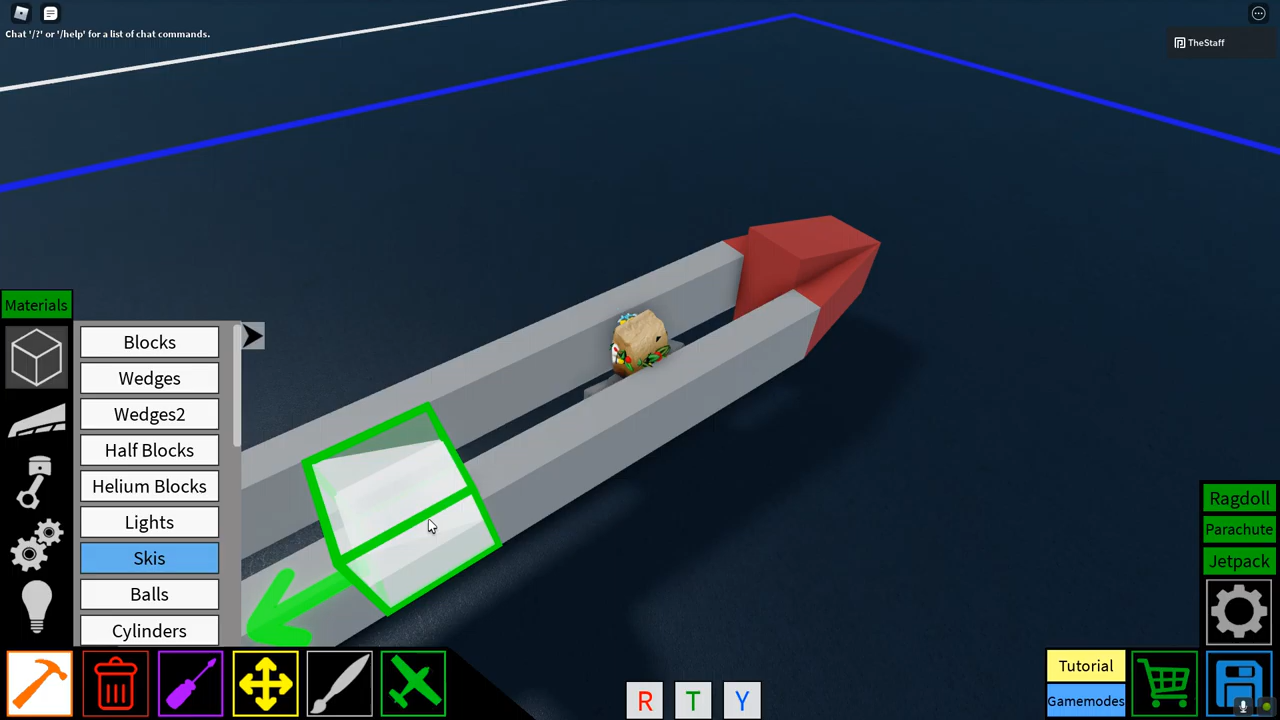 Chat '/?' or '/help' for a list of chat commands.
TheStaff
Materials
Blocks
Wedges
Wedges2
Half Blocks
Helium Blocks
Lights
Skis
Balls
Cylinders
Ragdoll
Parachute
Jetpack
Tutorial
Gamemodes
R T Y